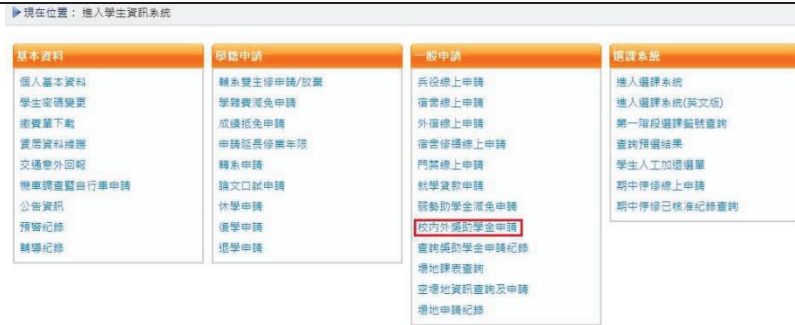 現在位置： 進入學生資訊系統
基本資料
個人基本資料
學生密碼變更
繳費單下載
賃居資料維護
交通意外回報
機車調查暨自行車申請
公告資訊
預警紀錄
輔導紀錄
學籍申請
輔系雙主修申請/放棄
學雜費減免申請
成績抵免申請
申請延長修業年限
轉系申請
論文口試申請
休學申請
復學申請
退學申請
一般申請
兵役線上申請
宿舍線上申請
外宿線上申請
宿舍修繕線上申請
門禁線上申請
就學貸款申請
弱勢助學金減免申請
校內外獎助學金申請
查詢獎助學金申請紀錄
場地課表查詢
空場地資訊查詢及申請
場地申請紀錄
選課系統
進入選課系統
進入選課系統(英文版)
第一階段選課籤號查詢
查詢預選結果
學生人工加退選單
期中停修線上申請
期中停修已核准紀錄查詢